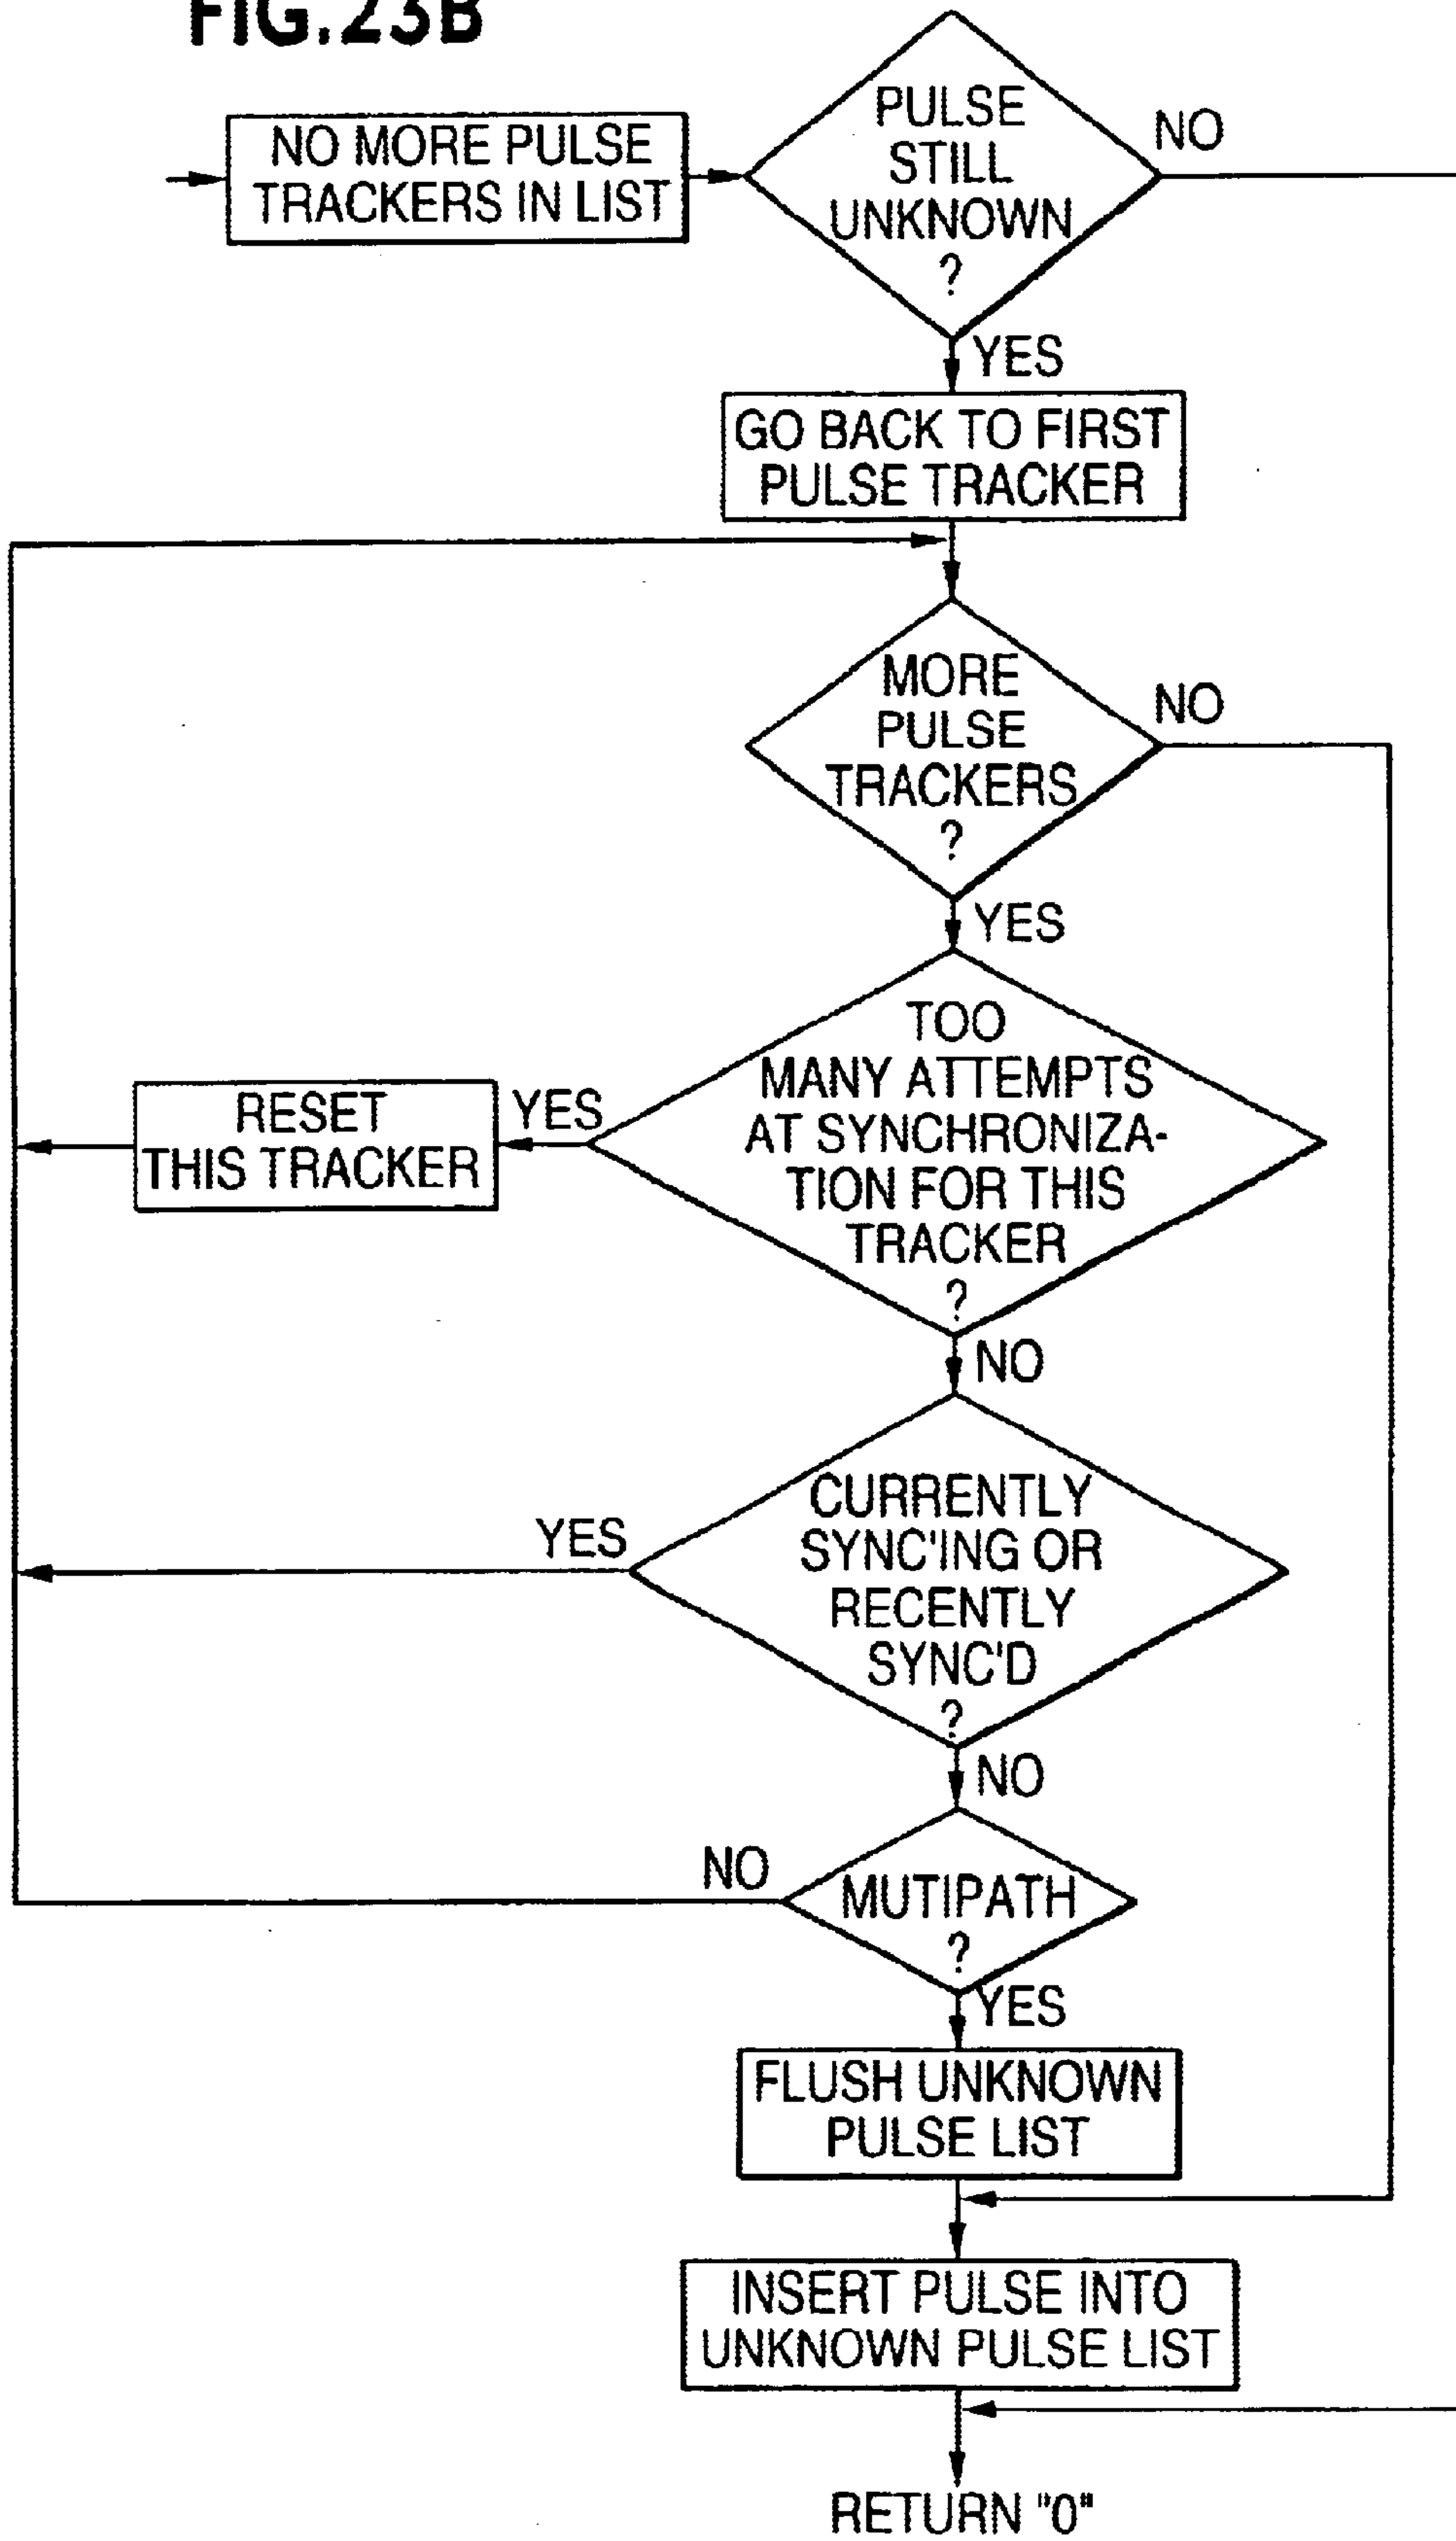 FIG.23B
NO MORE PULSE
TRACKERS IN LIST
PULSE
STILL
UNKNOWN
?
NO
YES
GO BACK TO FIRST
PULSE TRACKER
MORE
PULSE
TRACKERS
?
NO
YES
TOO
MANY ATTEMPTS
AT SYNCHRONIZA-
TION FOR THIS
TRACKER
?
YES
RESET
THIS TRACKER
NO
CURRENTLY
SYNC'ING OR
RECENTLY
SYNC'D
?
YES
NO
MUTIPATH
?
NO
YES
FLUSH UNKNOWN
PULSE LIST
INSERT PULSE INTO
UNKNOWN PULSE LIST
RETURN "0"